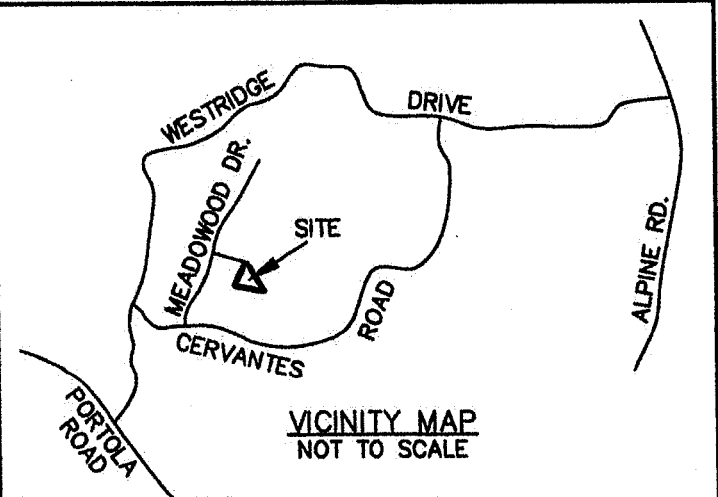 WESTRIDGE
DRIVE
MEADOWOOD DR.
SITE
ALPINE RD.
CERVANTES
ROAD
PORTOLA
ROAD
VICINITY MAP
NOT TO SCALE